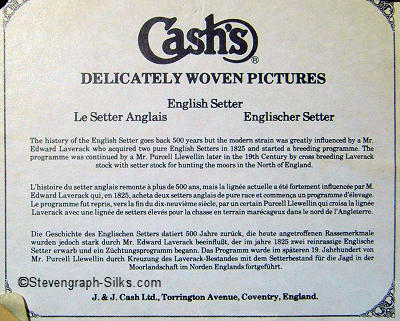 Cash's®
DELICATELY WOVEN PICTURES
English Setter
Le Setter Anglais Englischer Setter
The history of the English Setter goes back 500 years but the modern strain was greatly influenced by a Mr.
Edward Laverack who acquired two pure English Setters in 1825 and started a breeding programme. The
programme was continued by a Mr. Purcell Llewellin later in the 19th Century by cross breeding Laverack
stock with setter stock for hunting the moors in the North of England.
L'histoire du setter anglais remonte à plus de 500 ans, mais la lignée actuelle a été fortement influencée par M.
Edward Laverack qui, en 1825, acheta deux setters anglais de pure race et commença un programme d'élevage.
Le programme fut repris, vers la fin du dix-neuvième siècle, par un certain Purcell Llewellin qui croisa la lignée
Laverack avec une lignée de setters élevés pour la chasse en terrain marécageux dans le nord de l'Angleterre.
Die Geschichte des Englischen Setters datiert 500 Jahre zurück, die heute angetroffenen Rassemerkmale
wurden jedoch stark durch Mr. Edward Laverack beeinflußt, der im jahre 1825 zwei reinrassige Englische
Setter erwarb und ein Züchtungsprogramm begann. Das Programm wurde im späteren 19. Jahrhundert von
Mr. Purcell Llewellin durch Kreuzung des Laverack-Bestandes mit dem Setterbestand für die Jagd in der
Moorlandschaft im Norden Englands fortgeführt.
©Stevengraph-Silks.com
J. & J. Cash Ltd., Torrington Avenue, Coventry, England.